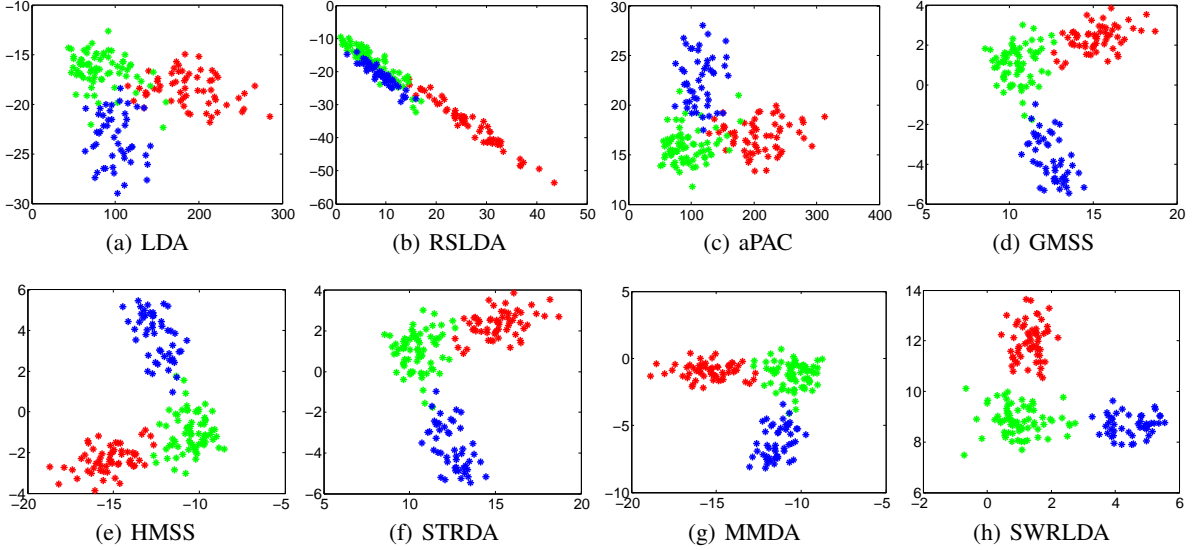 −10
−15
−20
−25
−30
0 100 200 300
(a) LDA
0
−10
−20
−30
−40
−50
−60
0 10 20 30 40 50
(b) RSLDA
30
25
20
15
10
0 100 200 300 400
(c) aPAC
4
2
0
−2
−4
−6
5 10 15 20
(d) GMSS
6
4
2
0
−2
−4
−20 −15 −10 −5
(e) HMSS
4
2
0
−2
−4
−6
5 10 15 20
(f) STRDA
5
0
−5
−10
−20 −15 −10 −5
(g) MMDA
14
12
10
8
6
−2 0 2 4 6
(h) SWRLDA